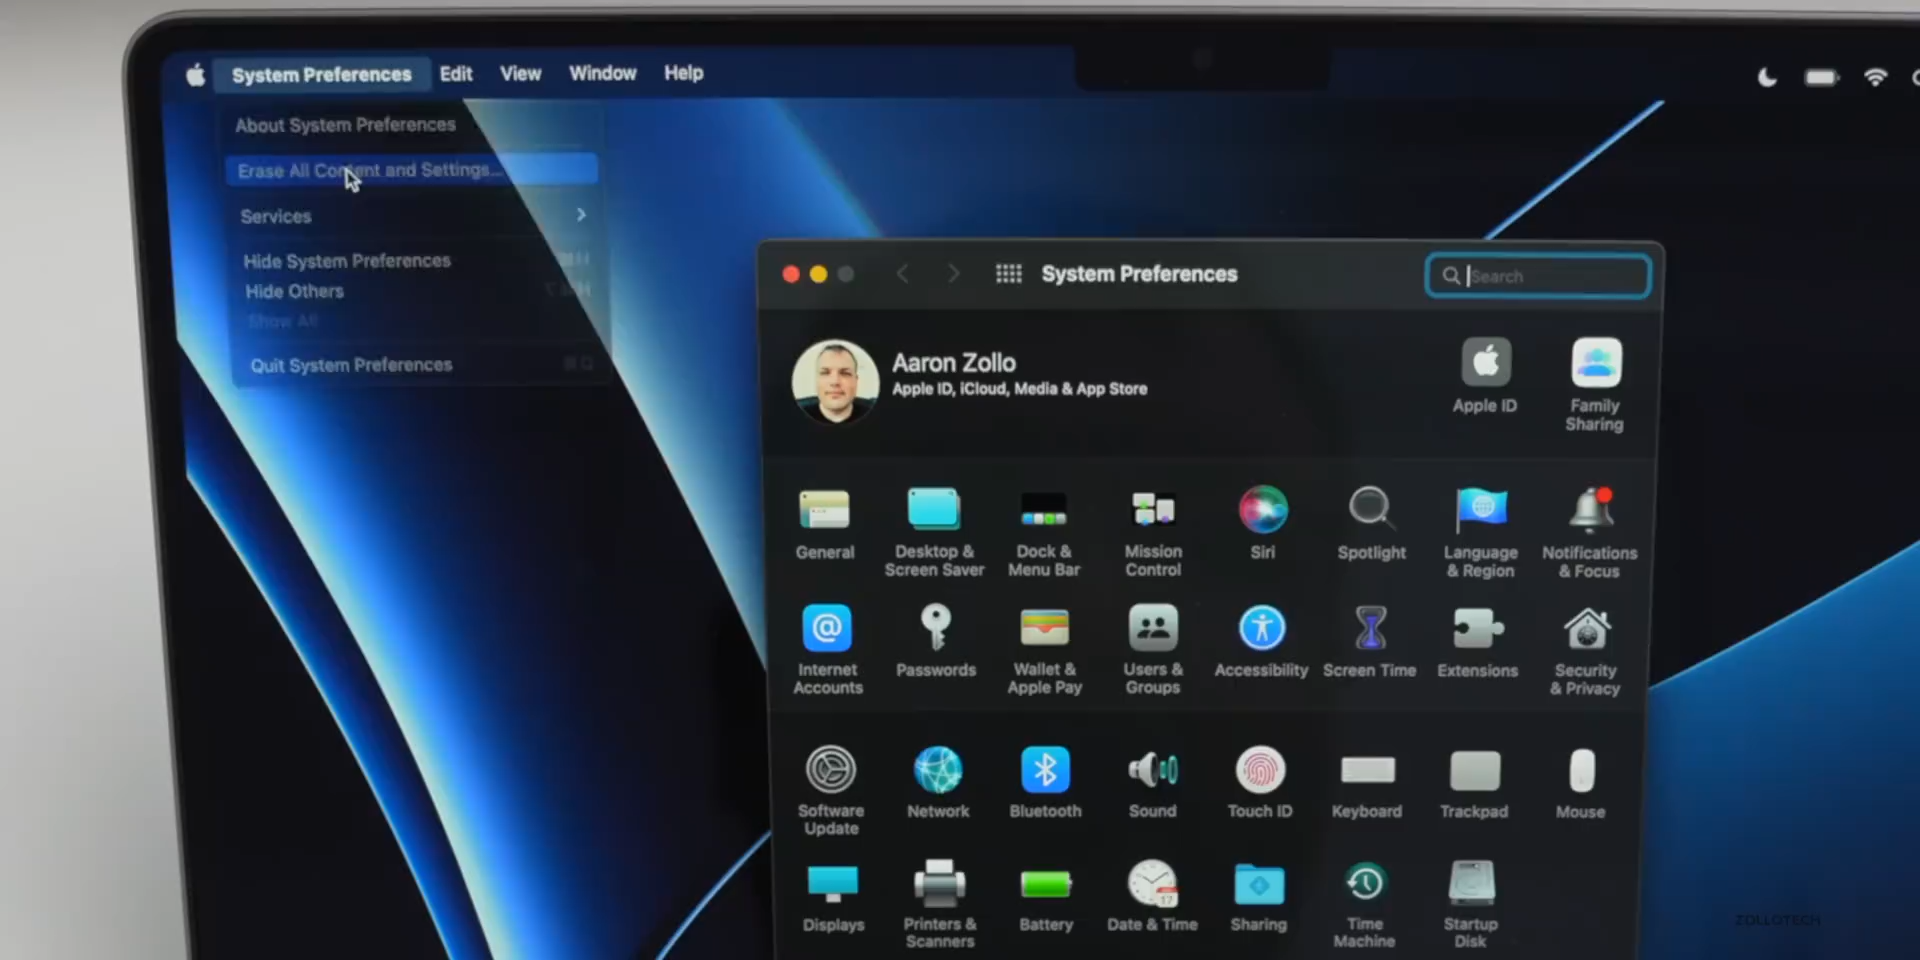 System Preferences Edit View Window Help
About System Preferences
Erase All Content and Settings...
Services
Hide System Preferences
Hide Others
Show All
Quit System Preferences
System Preferences
Search
Aaron Zollo
Apple ID, iCloud, Media & App Store
Apple ID
Family
Sharing
General
Desktop &
Screen Saver
Dock &
Menu Bar
Mission
Control
Siri
Spotlight
Language
& Region
Notifications
& Focus
Internet
Accounts
Passwords
Wallet &
Apple Pay
Users &
Groups
Accessibility
Screen Time
Extensions
Security
& Privacy
Software
Update
Network
Bluetooth
Sound
Touch ID
Keyboard
Trackpad
Mouse
Displays
Printers &
Scanners
Battery
17
Date & Time
Sharing
Time
Machine
Startup
Disk
ZOLLOTECH